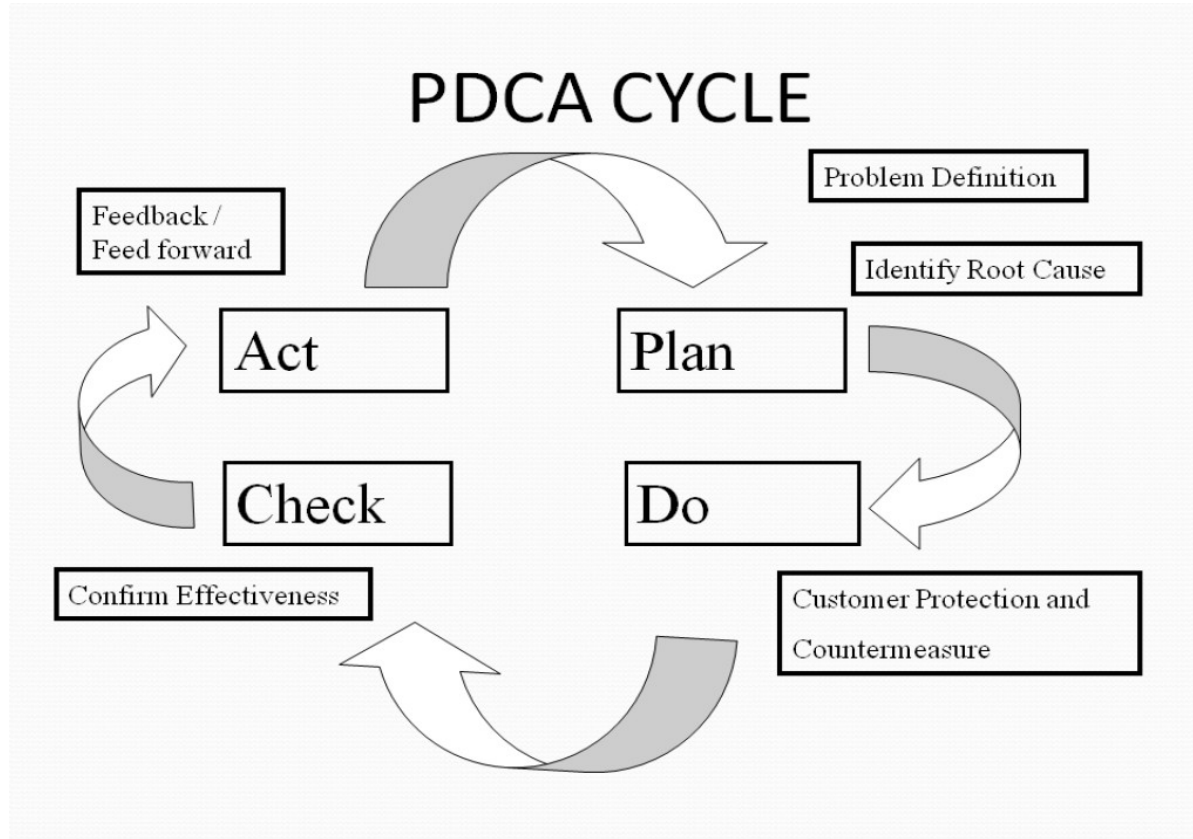 PDCA CYCLE
Problem Definition
Feedback /
Feed forward
Identify Root Cause
Act
Plan
Check
Do
Confirm Effectiveness
Customer Protection and
Countermeasure